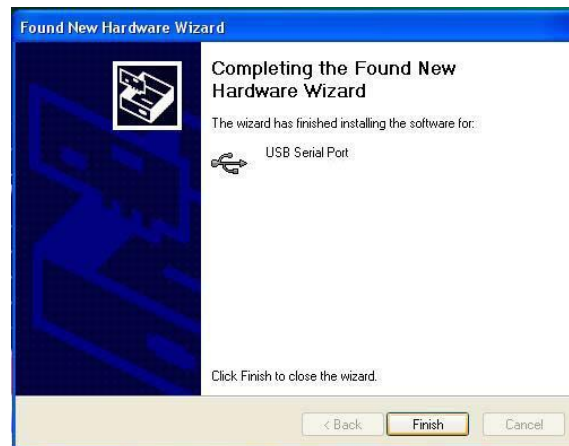 Found New Hardware Wizard
Completing the Found New
Hardware Wizard
The wizard has finished installing the software for:
USB Serial Port
Click Finish to close the wizard.
< Back Finish Cancel